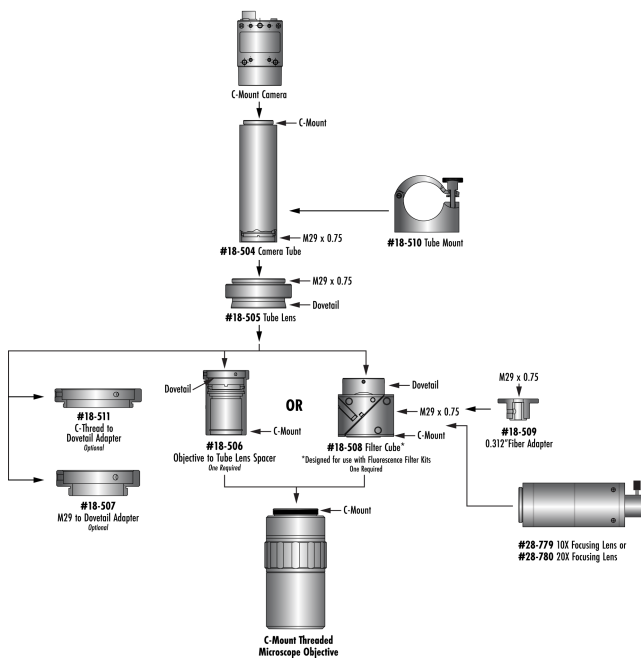 C-Mount Camera
C-Mount
M29 x 0.75
#18-504 Camera Tube
#18-510 Tube Mount
M29 x 0.75
Dovetail
#18-505 Tube Lens
#18-511
C-Thread to
Dovetail Adapter
Optional
#18-507
M29 to Dovetail Adapter
Optional
Dovetail
C-Mount
#18-506
Objective to Tube Lens Spacer
One Required
OR
Dovetail
M29 x 0.75
C-Mount
#18-508 Filter Cube*
*Designed for use with Fluorescence Filter Kits
One Required
M29 x 0.75
#18-509
0.312"Fiber Adapter
#28-779 10X Focusing Lens or
#28-780 20X Focusing Lens
C-Mount
C-Mount Threaded
Microscope Objective